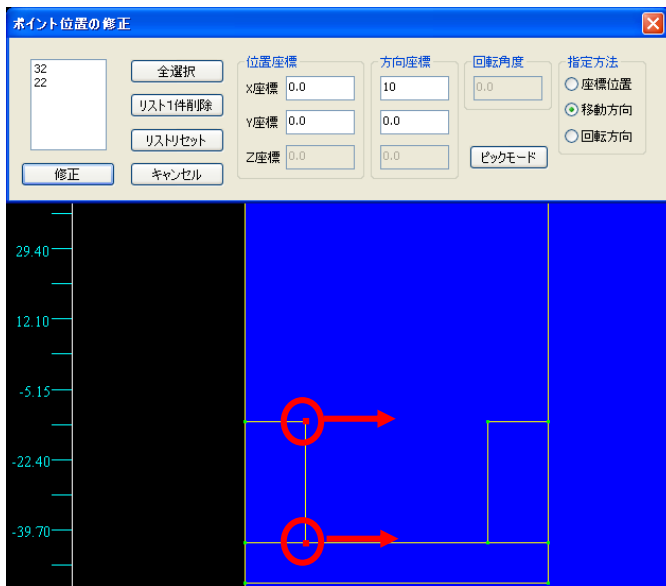 ポイント位置の修正
32
22
全選択
リスト1件削除
リストリセット
修正
キャンセル
位置座標
X座標 0.0
Y座標 0.0
Z座標 0.0
方向座標
10
0.0
0.0
回転角度
0.0
ピックモード
指定方法
座標位置
移動方向
回転方向
29.40
12.10
-5.15
-22.40
-39.70